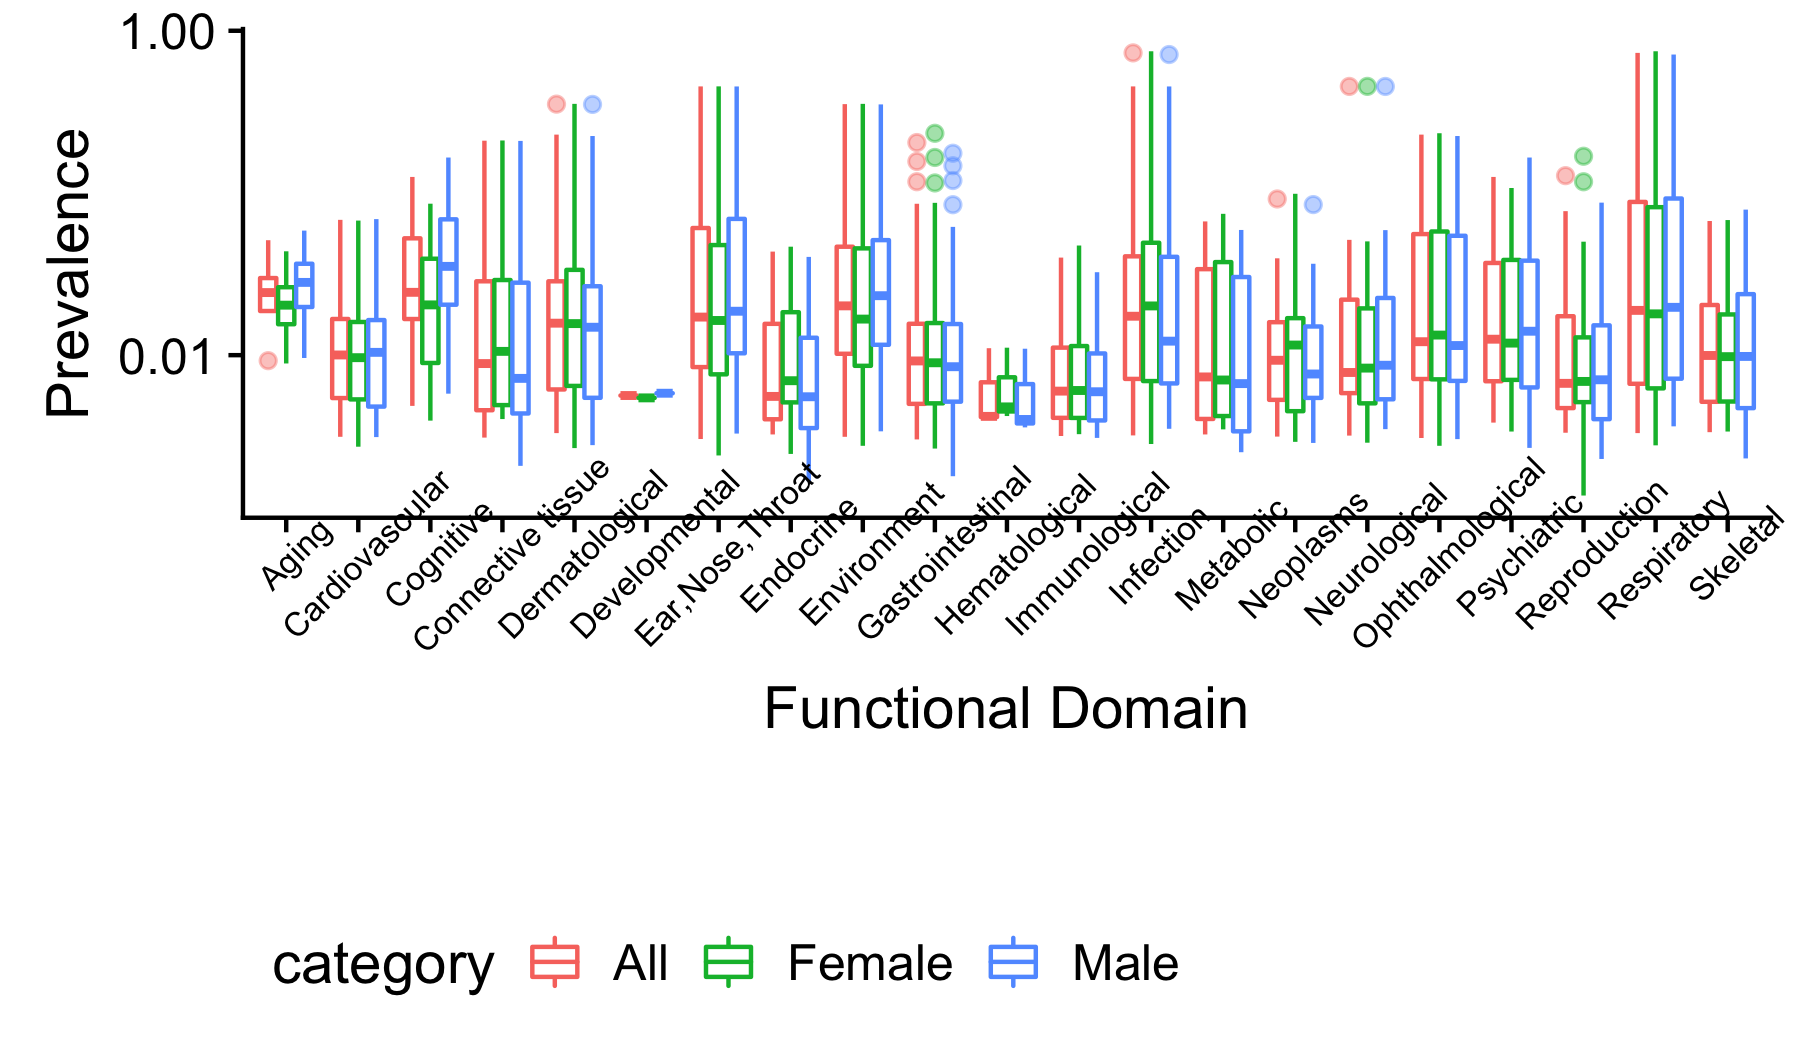 1.00
0.01
Prevalence
Aging
Cardiovascular
Cognitive
Connective tissue
Dermatological
Developmental
Ear, Nose, Throat
Endocrine
Environment
Gastrointestinal
Hematological
Immunological
Infection
Metabolic
Neoplasms
Neurological
Ophthalmological
Psychiatric
Reproduction
Respiratory
Skeletal
Functional Domain
category All Female Male